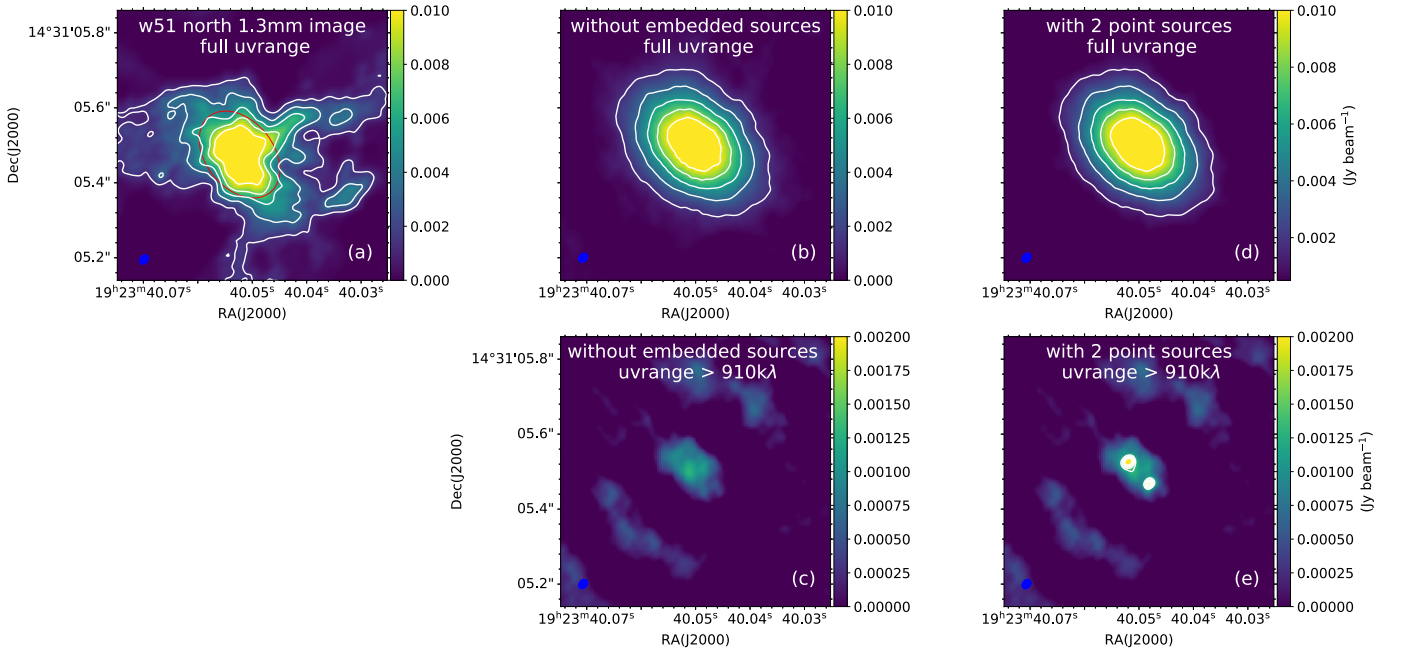 w51 north 1.3mm image
full uvrange
(a)
14°31'05.8"
05.6"
05.4"
05.2"
Dec(J2000)
19ʰ23ᵐ40.07ˢ
40.05ˢ
40.03ˢ
RA(J2000)
0.010
0.008
0.006
0.004
0.002
0.000
without embedded sources
full uvrange
(b)
19ʰ23ᵐ40.07ˢ
40.05ˢ
40.04ˢ
40.03ˢ
RA(J2000)
0.010
0.008
0.006
0.004
0.002
0.000
with 2 point sources
full uvrange
(d)
19ʰ23ᵐ40.07ˢ
40.05ˢ
40.04ˢ
40.03ˢ
RA(J2000)
0.010
0.008
0.006
0.004
0.002
(Jy beam⁻¹)
without embedded sources
uvrange > 910kλ
(c)
14°31'05.8"
05.6"
05.4"
05.2"
Dec(J2000)
19ʰ23ᵐ40.07ˢ
40.05ˢ
40.04ˢ
40.03ˢ
RA(J2000)
0.00200
0.00175
0.00150
0.00125
0.00100
0.00075
0.00050
0.00025
0.00000
with 2 point sources
uvrange > 910kλ
(e)
19ʰ23ᵐ40.07ˢ
40.05ˢ
40.04ˢ
40.03ˢ
RA(J2000)
0.00200
0.00175
0.00150
0.00125
0.00100
0.00075
0.00050
0.00025
0.00000
(Jy beam⁻¹)